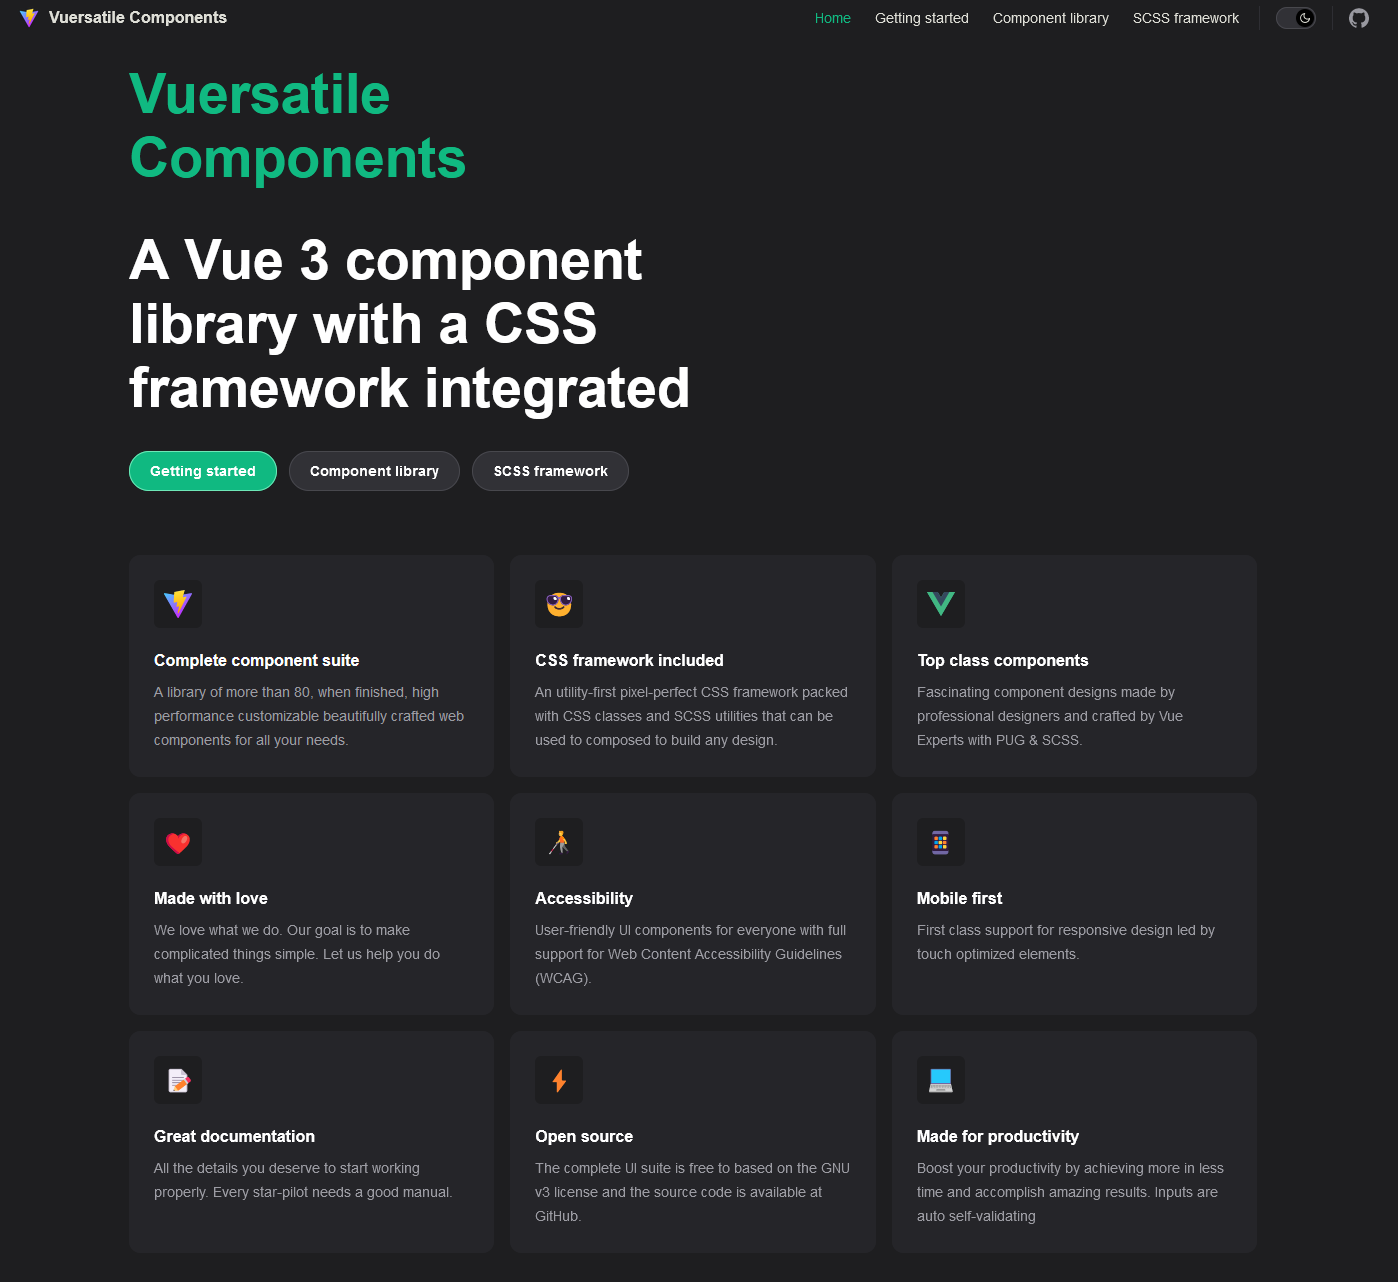 Vuersatile Components
Home
Getting started
Component library
SCSS framework
Vuersatile
Components
A Vue 3 component
library with a CSS
framework integrated
Getting started
Component library
SCSS framework
Complete component suite
A library of more than 80, when finished, high
performance customizable beautifully crafted web
components for all your needs.
CSS framework included
An utility-first pixel-perfect CSS framework packed
with CSS classes and SCSS utilities that can be
used to composed to build any design.
Top class components
Fascinating component designs made by
professional designers and crafted by Vue
Experts with PUG & SCSS.
Made with love
We love what we do. Our goal is to make
complicated things simple. Let us help you do
what you love.
Accessibility
User-friendly UI components for everyone with full
support for Web Content Accessibility Guidelines
(WCAG).
Mobile first
First class support for responsive design led by
touch optimized elements.
Great documentation
All the details you deserve to start working
properly. Every star-pilot needs a good manual.
Open source
The complete UI suite is free to based on the GNU
v3 license and the source code is available at
GitHub.
Made for productivity
Boost your productivity by achieving more in less
time and accomplish amazing results. Inputs are
auto self-validating